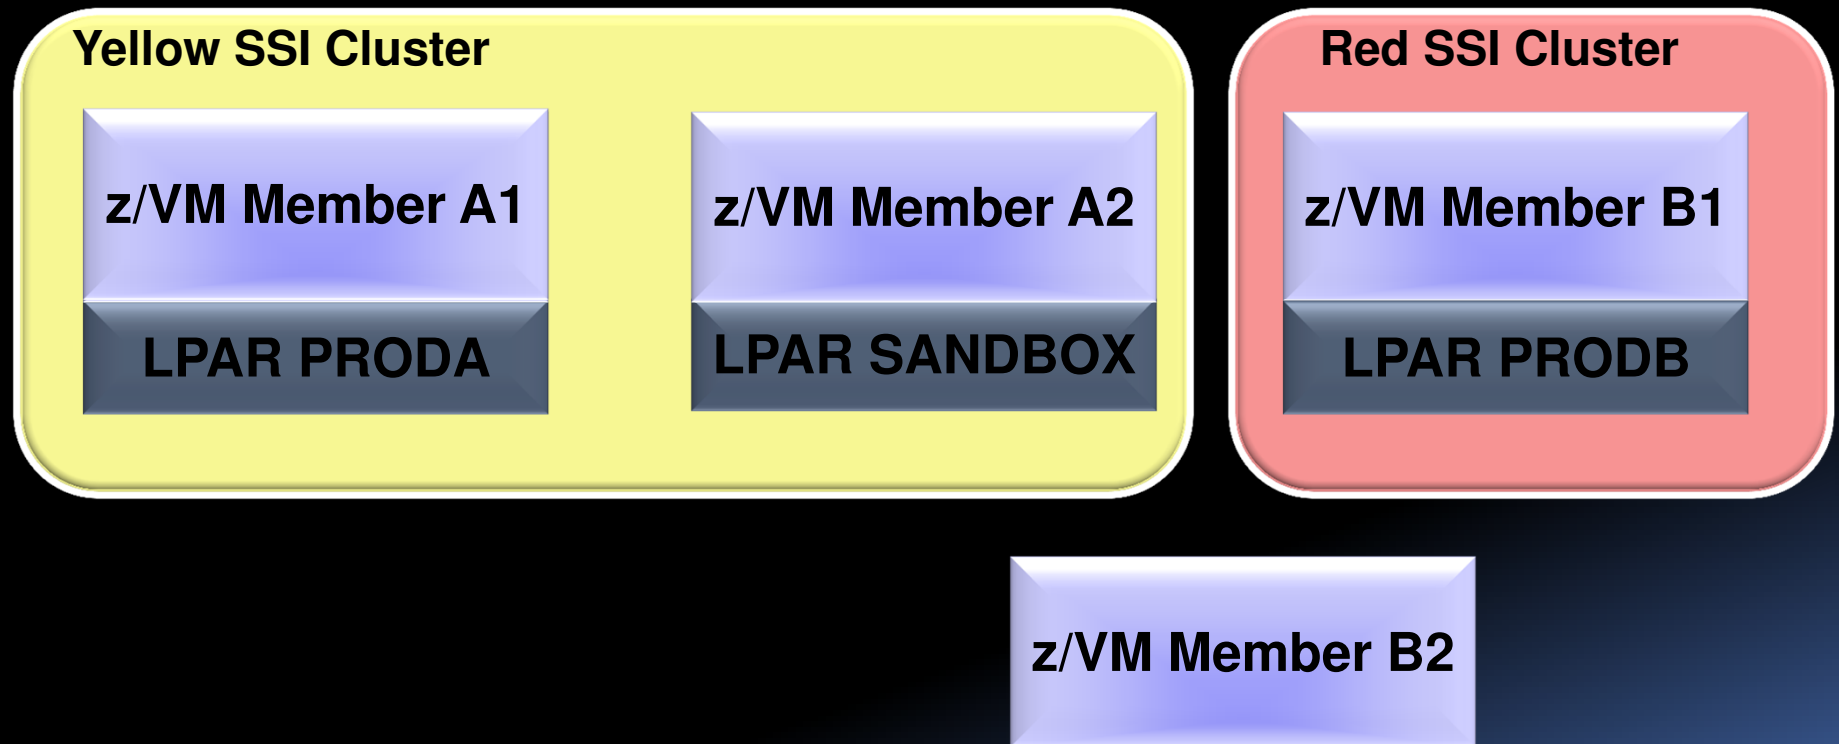 Yellow SSI Cluster
Red SSI Cluster
z/VM Member A1
z/VM Member A2
z/VM Member B1
LPAR PRODA
LPAR SANDBOX
LPAR PRODB
z/VM Member B2